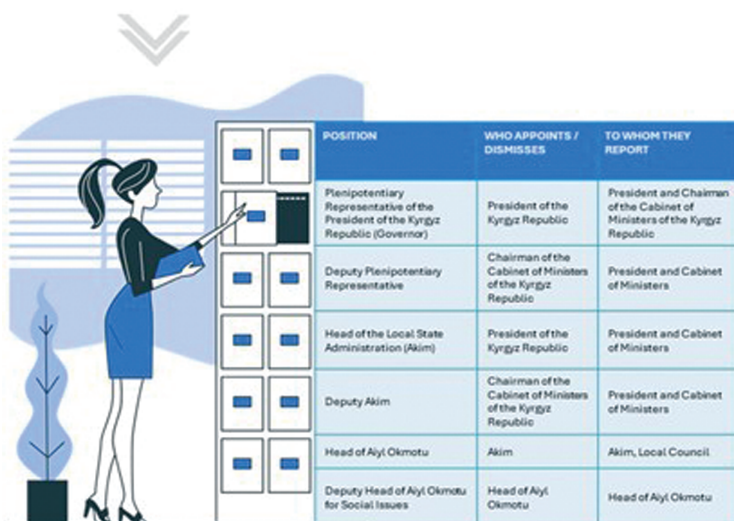 POSITION
WHO APPOINTS /
DISMISSES
TO WHOM THEY
REPORT
Plenipotentiary
Representative of the
President of the Kyrgyz
Republic (Governor)
President of the
Kyrgyz Republic
President and Chairman
of the Cabinet of
Ministers of the Kyrgyz
Republic
Deputy Plenipotentiary
Representative
Chairman of the
Cabinet of Ministers
of the Kyrgyz
Republic
President and Cabinet
of Ministers
Head of the Local State
Administration (Akim)
President of the
Kyrgyz Republic
President and Cabinet
of Ministers
Deputy Akim
Chairman of the
Cabinet of Ministers
of the Kyrgyz
Republic
President and Cabinet
of Ministers
Head of Aiyl Okmotu
Akim
Akim, Local Council
Deputy Head of Aiyl Okmotu
for Social Issues
Head of Aiyl
Okmotu
Head of Aiyl Okmotu